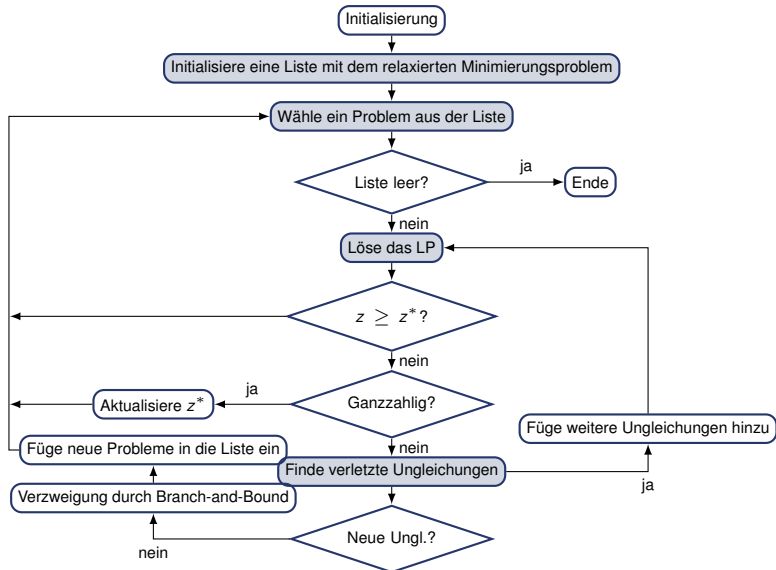 Initialisierung
Initialisiere eine Liste mit dem relaxierten Minimierungsproblem
Wähle ein Problem aus der Liste
Liste leer?
ja
Ende
nein
Löse das LP
z ≥ z*?
nein
Ganzzahlig?
ja
Aktualisiere z*
nein
Füge weitere Ungleichungen hinzu
Füge neue Probleme in die Liste ein
Finde verletzte Ungleichungen
ja
Verzweigung durch Branch-and-Bound
Neue Ungl.?
nein